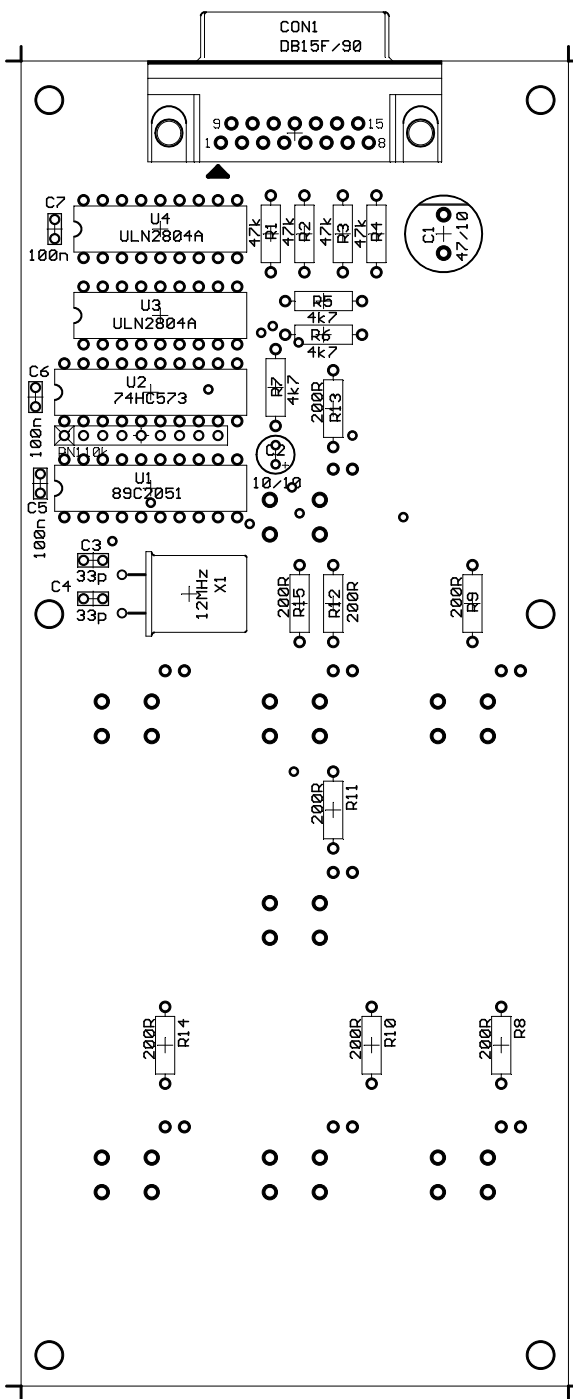 CON1
DB15F/90
9
15
1
8
C7
100n
U4
ULN2804A
47k
R1
47k
R2
47k
R3
47k
R4
C1
47/10
U3
ULN2804A
R5
4k7
R6
4k7
C6
100n
U2
74HC573
R7
4k7
200R
R13
RN1
10k
C2
+
10/10
C5
100n
U1
89C2051
C3
33p
C4
33p
12MHz
X1
200R
R15
R12
200R
200R
R9
200R
R11
200R
R14
200R
R10
200R
R8